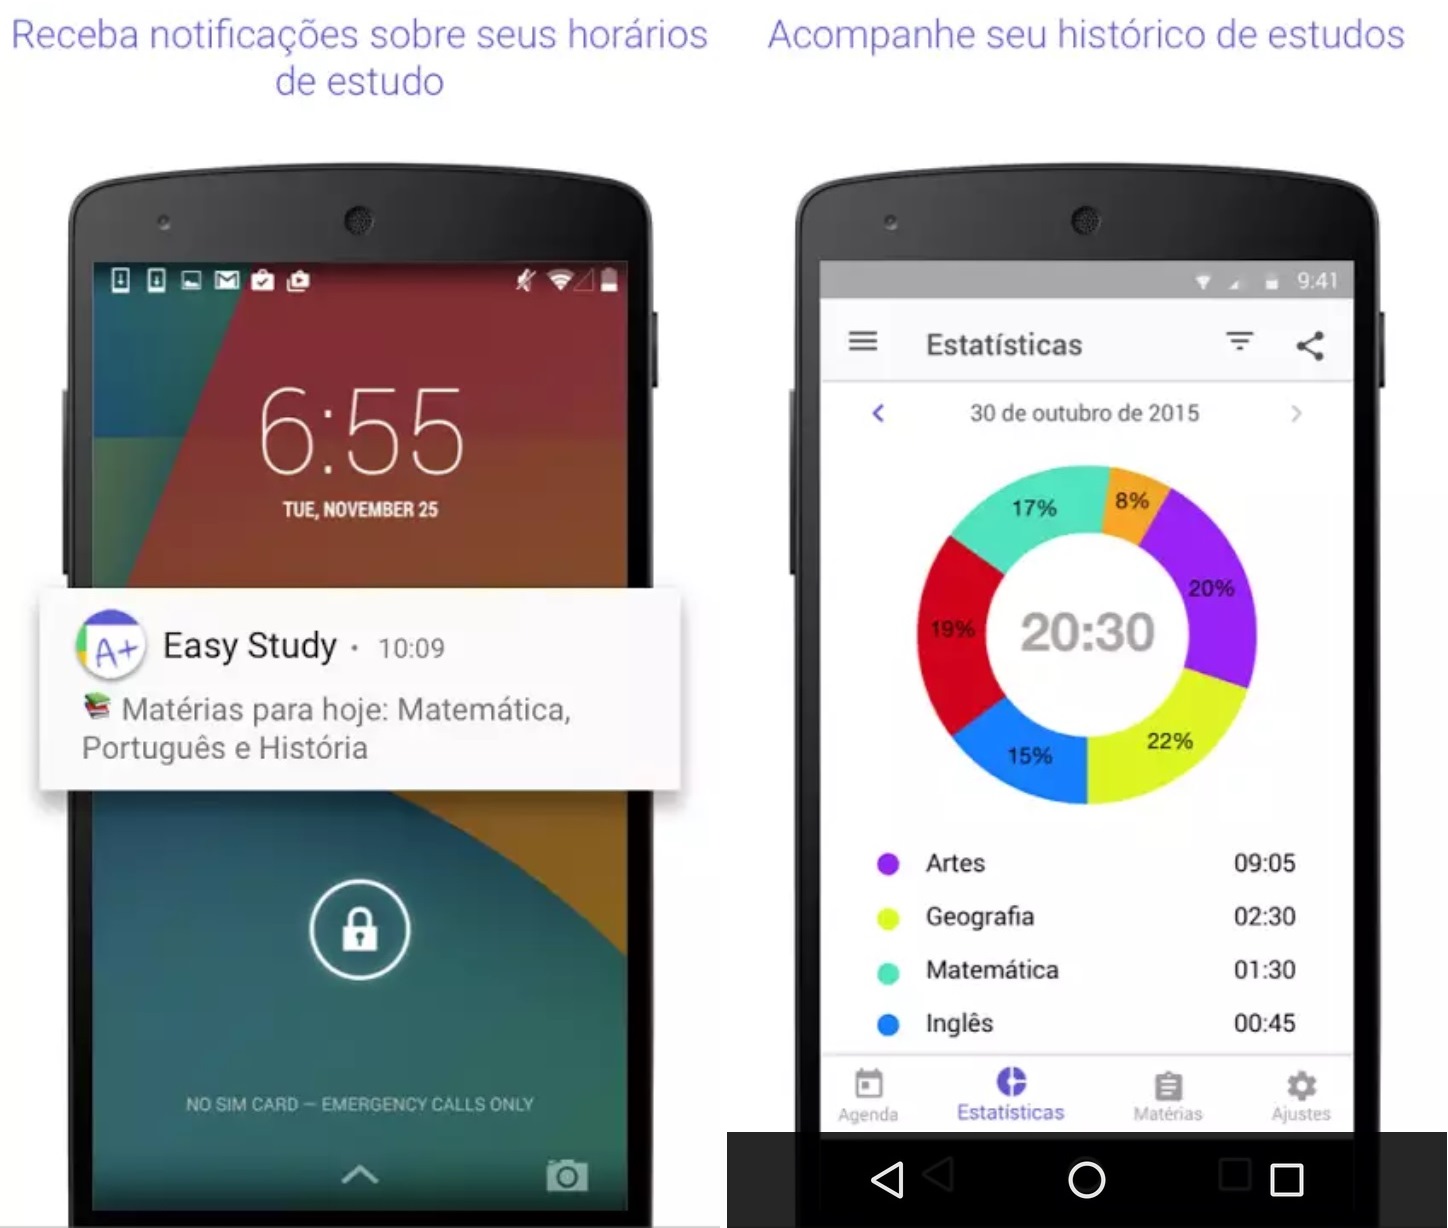 Receba notificações sobre seus horários
de estudo
6:55
TUE, NOVEMBER 25
A+
Easy Study • 10:09
Matérias para hoje: Matemática,
Português e História
NO SIM CARD — EMERGENCY CALLS ONLY
Acompanhe seu histórico de estudos
9:41
Estatísticas
30 de outubro de 2015
17%
8%
20%
19%
20:30
15%
22%
Artes 09:05
Geografia 02:30
Matemática 01:30
Inglês 00:45
Agenda Estatísticas Matérias Ajustes